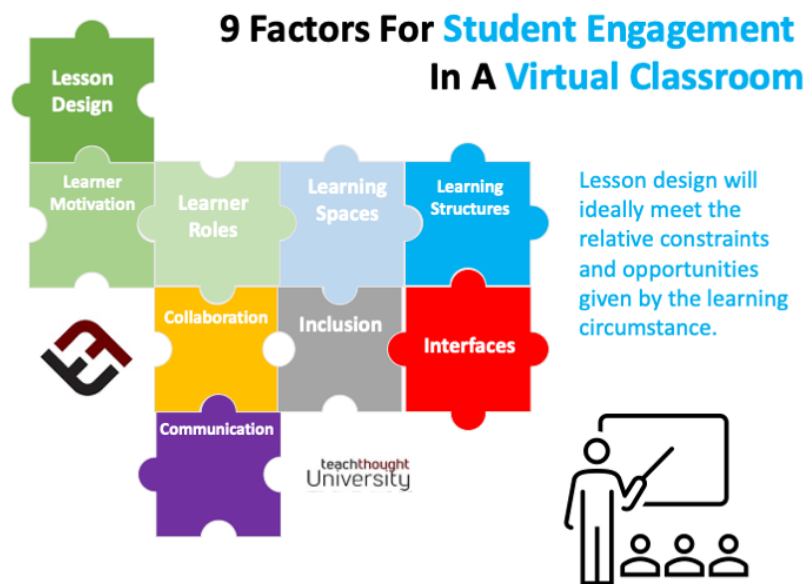 9 Factors For Student Engagement
In A Virtual Classroom
Lesson
Design
Learner
Motivation
Learner
Roles
Learning
Spaces
Learning
Structures
Lesson design will
ideally meet the
relative constraints
and opportunities
given by the learning
circumstance.
Collaboration
Inclusion
Interfaces
Communication
teachthought
University